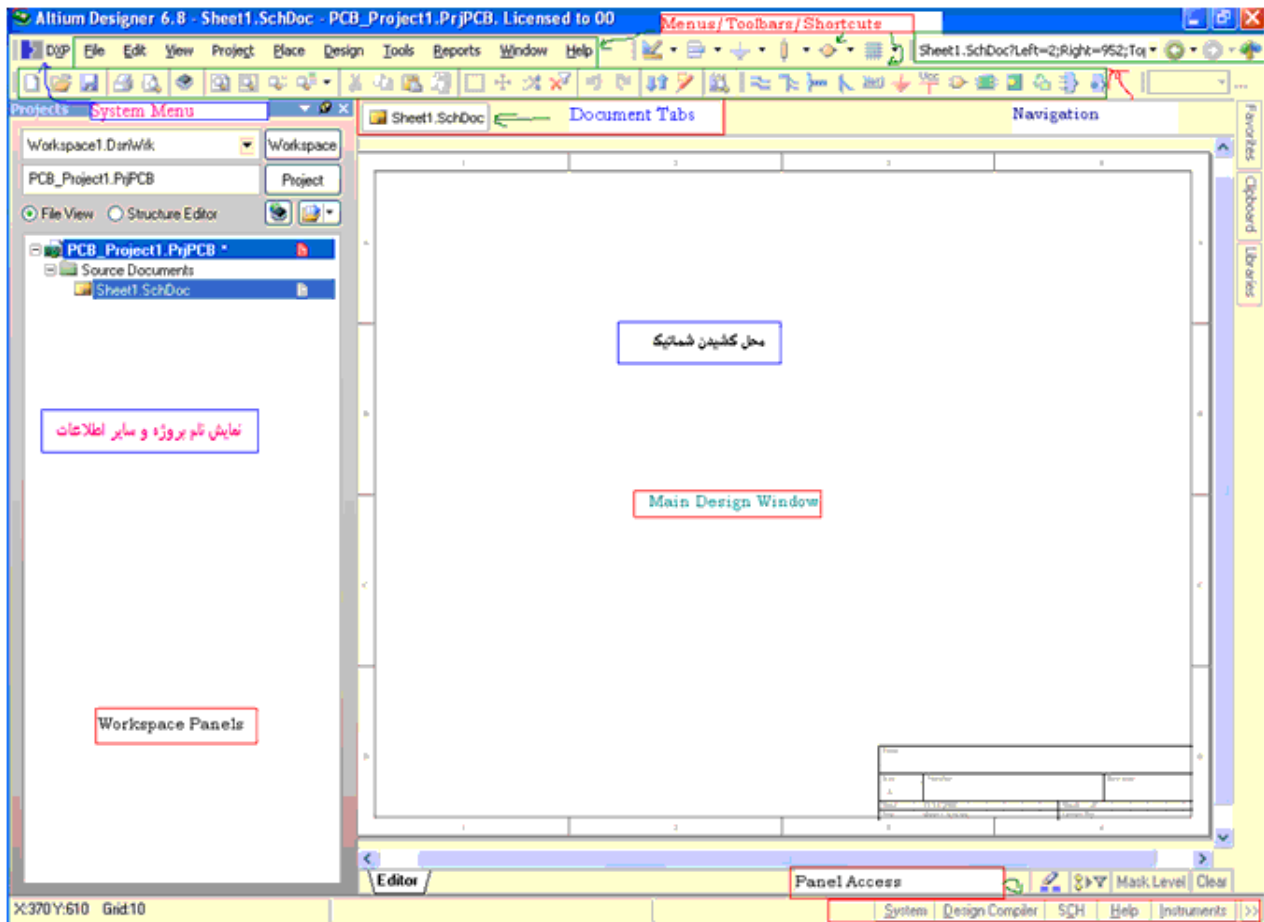 Altium Designer 6.8 - Sheet1.SchDoc - PCB_Project1.PrjPCB. Licensed to 00
Menus/Toolbars/Shortcuts
DXP File Edit View Project Place Design Tools Reports Window Help
Sheet1.SchDoc?Left=2;Right=952;To
Vcc
Projects
System Menu
Sheet1.SchDoc
Document Tabs
Navigation
Favorites
Clipboard
Libraries
Workspace1.DsnWrk
Workspace
PCB_Project1.PrjPCB
Project
File View
Structure Editor
PCB_Project1.PrjPCB *
Source Documents
Sheet1.SchDoc
محل کشیدن شماتیک
نمایش نام پروژه و سایر اطلاعات
Main Design Window
Workspace Panels
Editor
Panel Access
Mask Level
Clear
X:370 Y:610 Grid:10
System
Design Compiler
SCH
Help
Instruments
>>